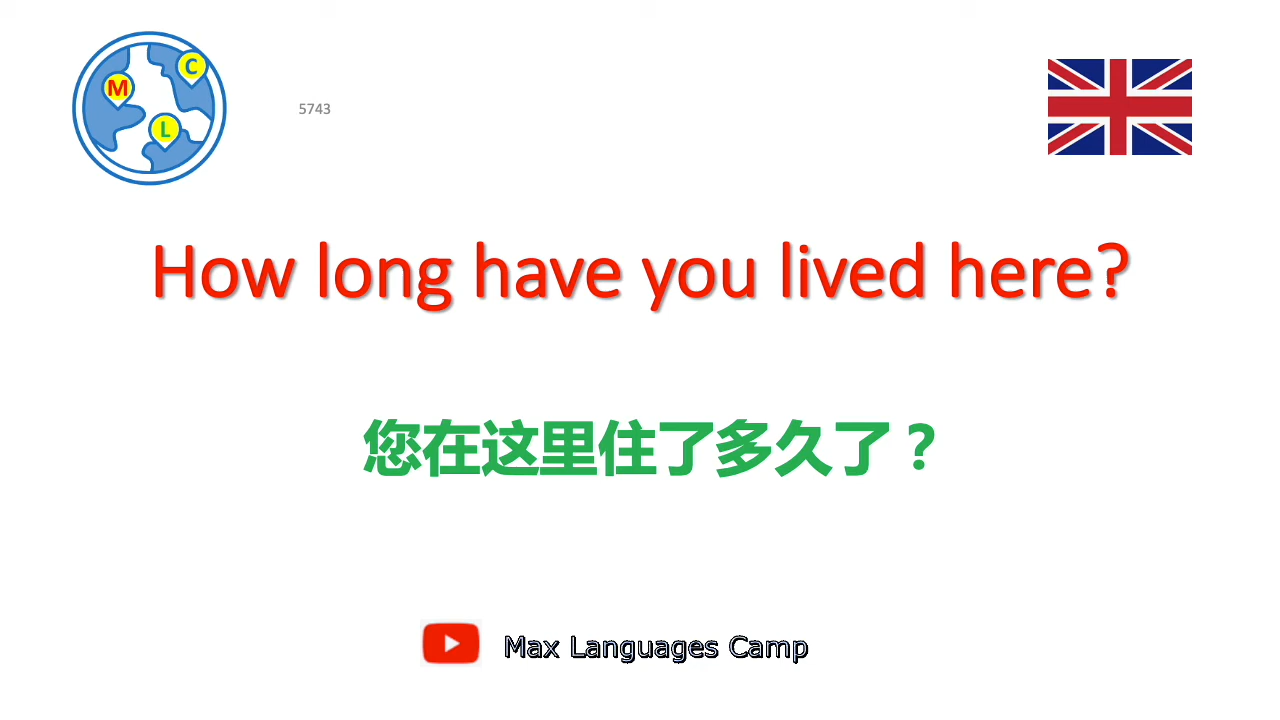 M
C
L
5743
How long have you lived here?
您在这里住了多久了？
Max Languages Camp